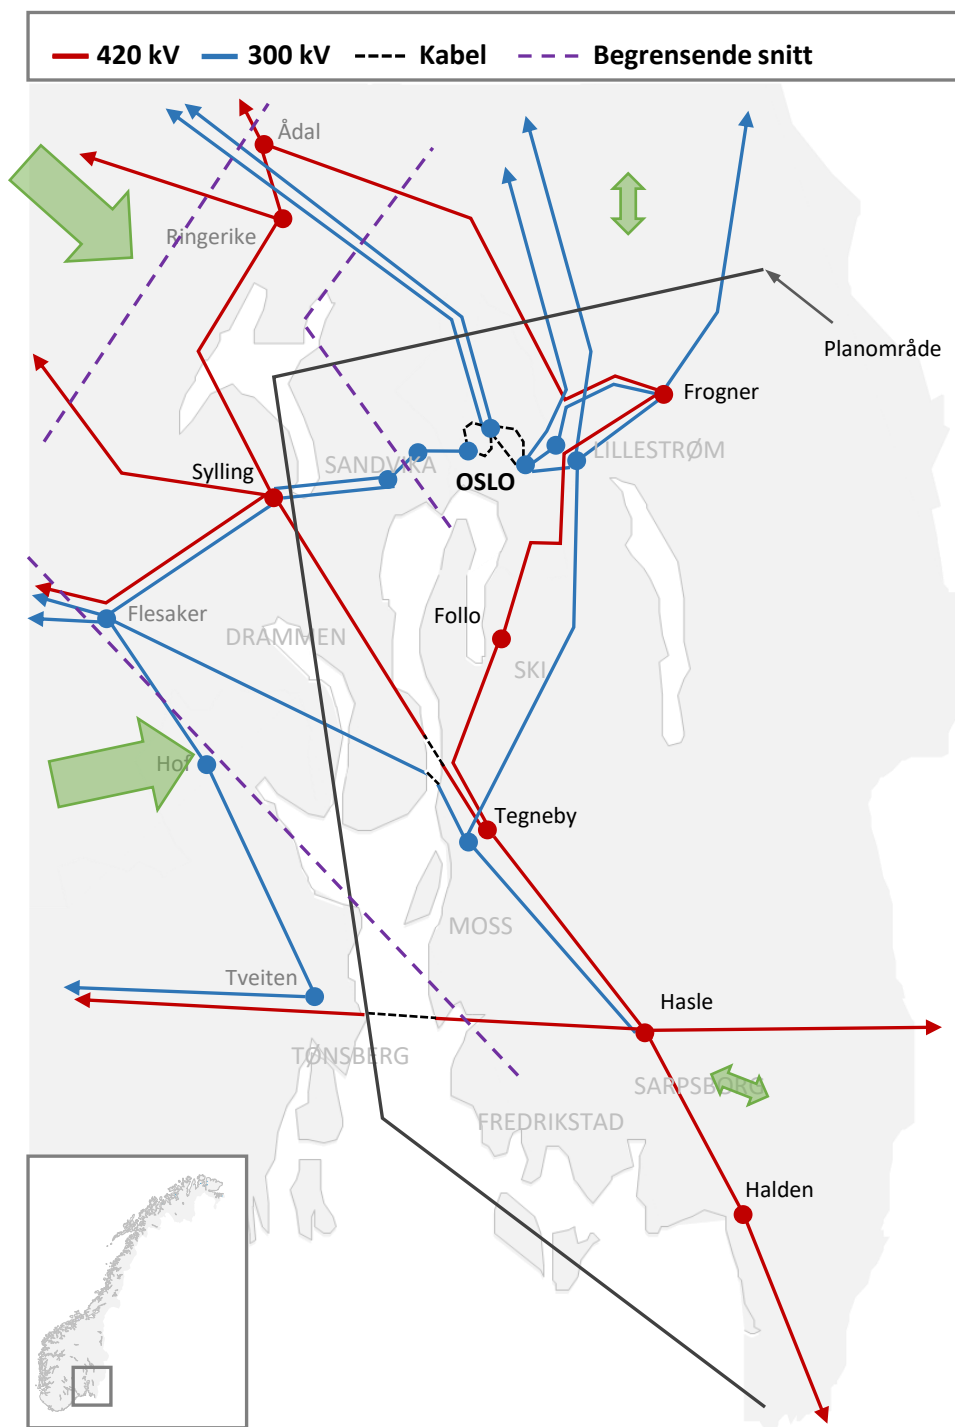 420 kV 300 kV Kabel Begrensende snitt
Ådal
Ringerike
Planområde
Frogner
LILLESTRØM
SANDVIKA
Sylling
OSLO
Flesaker
Follo
DRAMMEN
SKI
Hof
Tegneby
MOSS
Tveiten
Hasle
TØNSBERG
SARPSBORG
FREDRIKSTAD
Halden